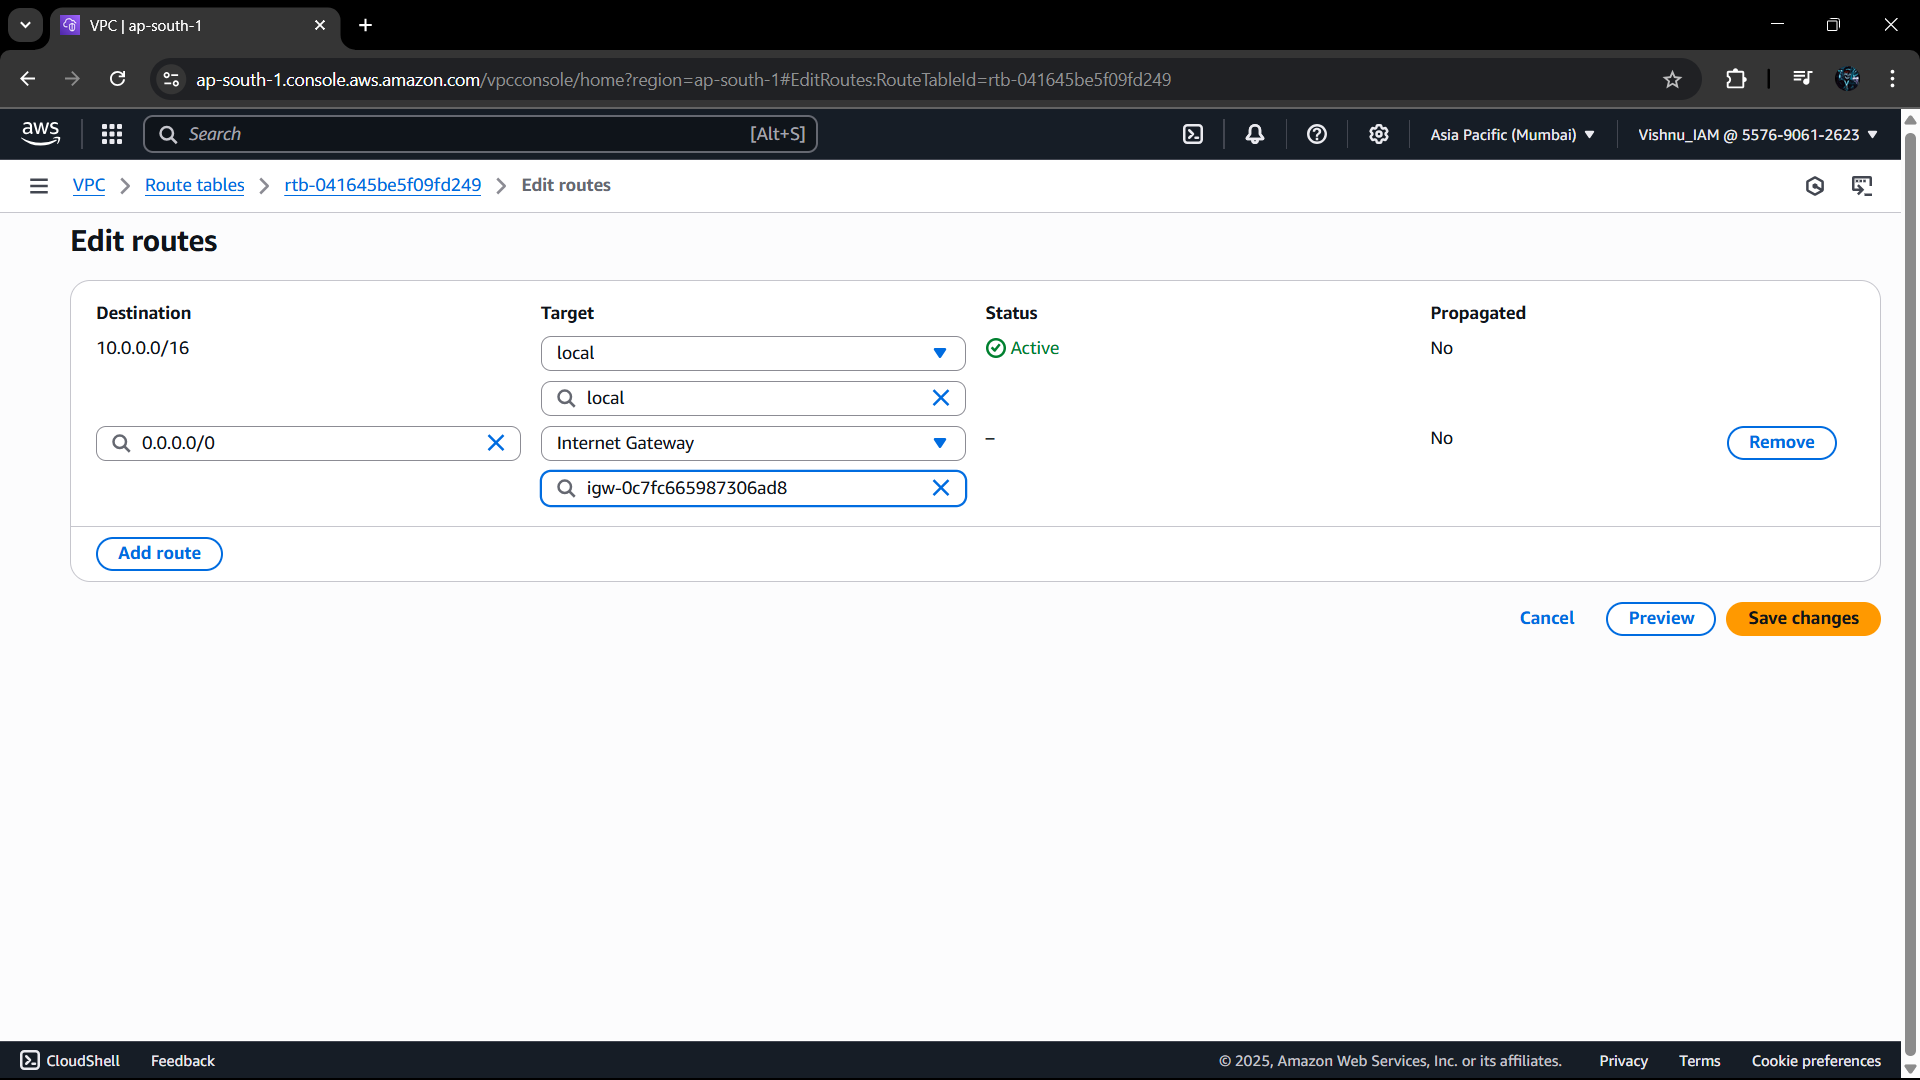 VPC | ap-south-1
ap-south-1.console.aws.amazon.com/vpcconsole/home?region=ap-south-1#EditRoutes:RouteTableId=rtb-041645be5f09fd249
aws Search [Alt+S] Asia Pacific (Mumbai) Vishnu_IAM @ 5576-9061-2623
VPC Route tables rtb-041645be5f09fd249 Edit routes
Edit routes
Destination Target Status Propagated
10.0.0.0/16 local Active No
local
0.0.0.0/0 Internet Gateway – No Remove
igw-0c7fc665987306ad8
Add route
Cancel Preview Save changes
CloudShell Feedback © 2025, Amazon Web Services, Inc. or its affiliates. Privacy Terms Cookie preferences